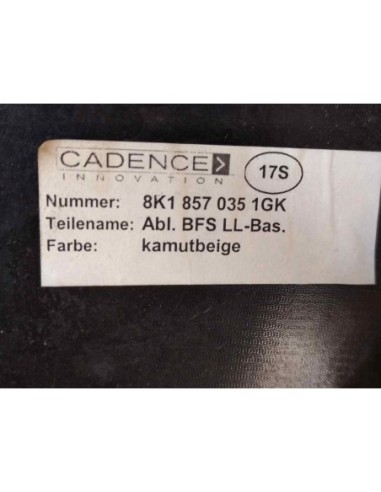 CADENCE
INNOVATION
17S
Nummer: 8K1 857 035 1GK
Teilename: Abl. BFS LL-Bas.
Farbe: kamutbeige